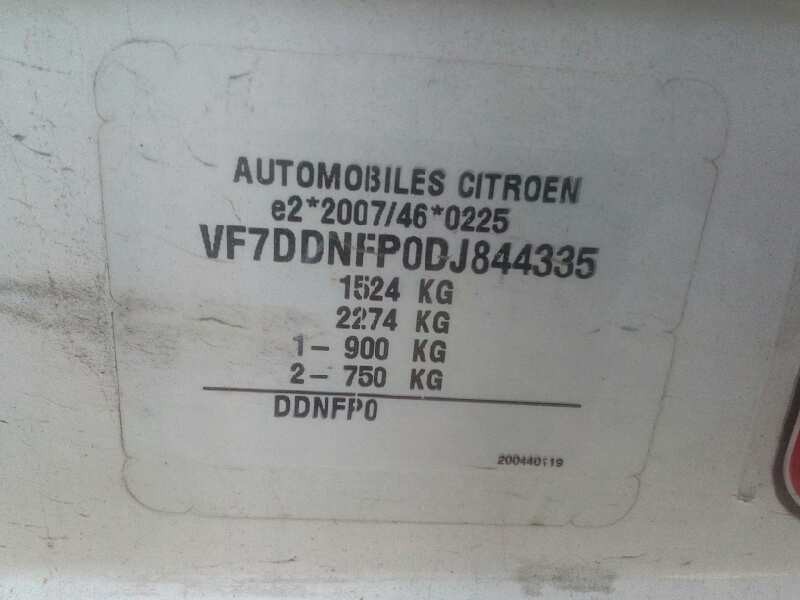 AUTOMOBILES CITROEN
e2*2007/46*0225
VF7DDNFP0DJ844335
1524 KG
2274 KG
1- 900 KG
2- 750 KG
DDNFP0